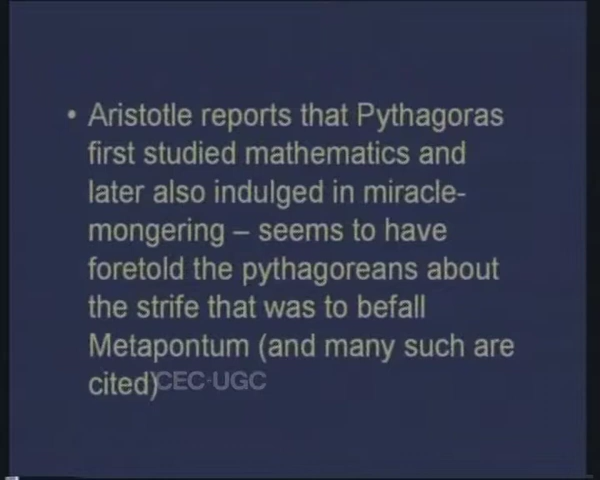 • Aristotle reports that Pythagoras
first studied mathematics and
later also indulged in miracle-
mongering – seems to have
foretold the pythagoreans about
the strife that was to befall
Metapontum (and many such are
cited)
CEC-UGC